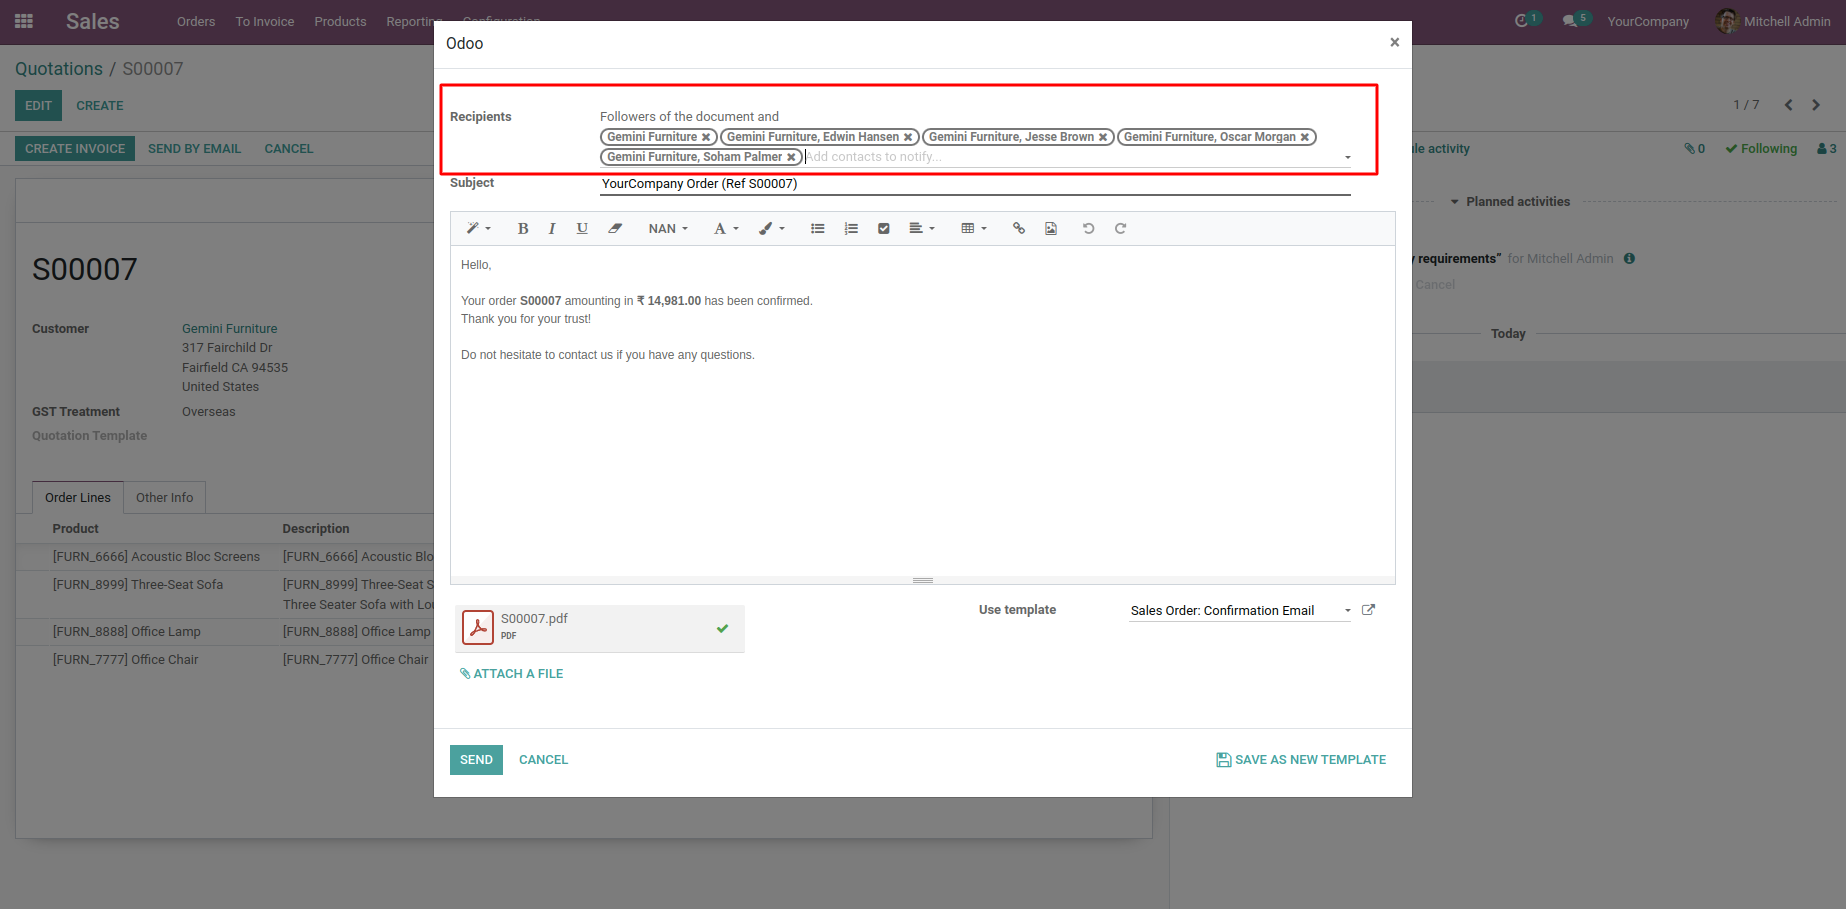 Sales
Orders
To Invoice
Products
Reporting
Configuration
1
5
YourCompany
Mitchell Admin
Quotations / S00007
EDIT
CREATE
1 / 7
CREATE INVOICE
SEND BY EMAIL
CANCEL
activity
0
Following
3
Planned activities
requirements” for Mitchell Admin
Cancel
Today
S00007
Customer
Gemini Furniture
317 Fairchild Dr
Fairfield CA 94535
United States
GST Treatment
Overseas
Quotation Template
Order Lines
Other Info
Product
Description
[FURN_6666] Acoustic Bloc Screens
[FURN_6666] Acoustic Blo
[FURN_8999] Three-Seat Sofa
[FURN_8999] Three-Seat S
Three Seater Sofa with Lou
[FURN_8888] Office Lamp
[FURN_8888] Office Lamp
[FURN_7777] Office Chair
[FURN_7777] Office Chair
Odoo
×
Recipients
Followers of the document and
Gemini Furniture
Gemini Furniture, Edwin Hansen
Gemini Furniture, Jesse Brown
Gemini Furniture, Oscar Morgan
Gemini Furniture, Soham Palmer
Add contacts to notify...
Subject
YourCompany Order (Ref S00007)
B
I
U
NAN
A
Hello,
Your order S00007 amounting in ₹ 14,981.00 has been confirmed.
Thank you for your trust!
Do not hesitate to contact us if you have any questions.
S00007.pdf
PDF
Use template
Sales Order: Confirmation Email
ATTACH A FILE
SEND
CANCEL
SAVE AS NEW TEMPLATE